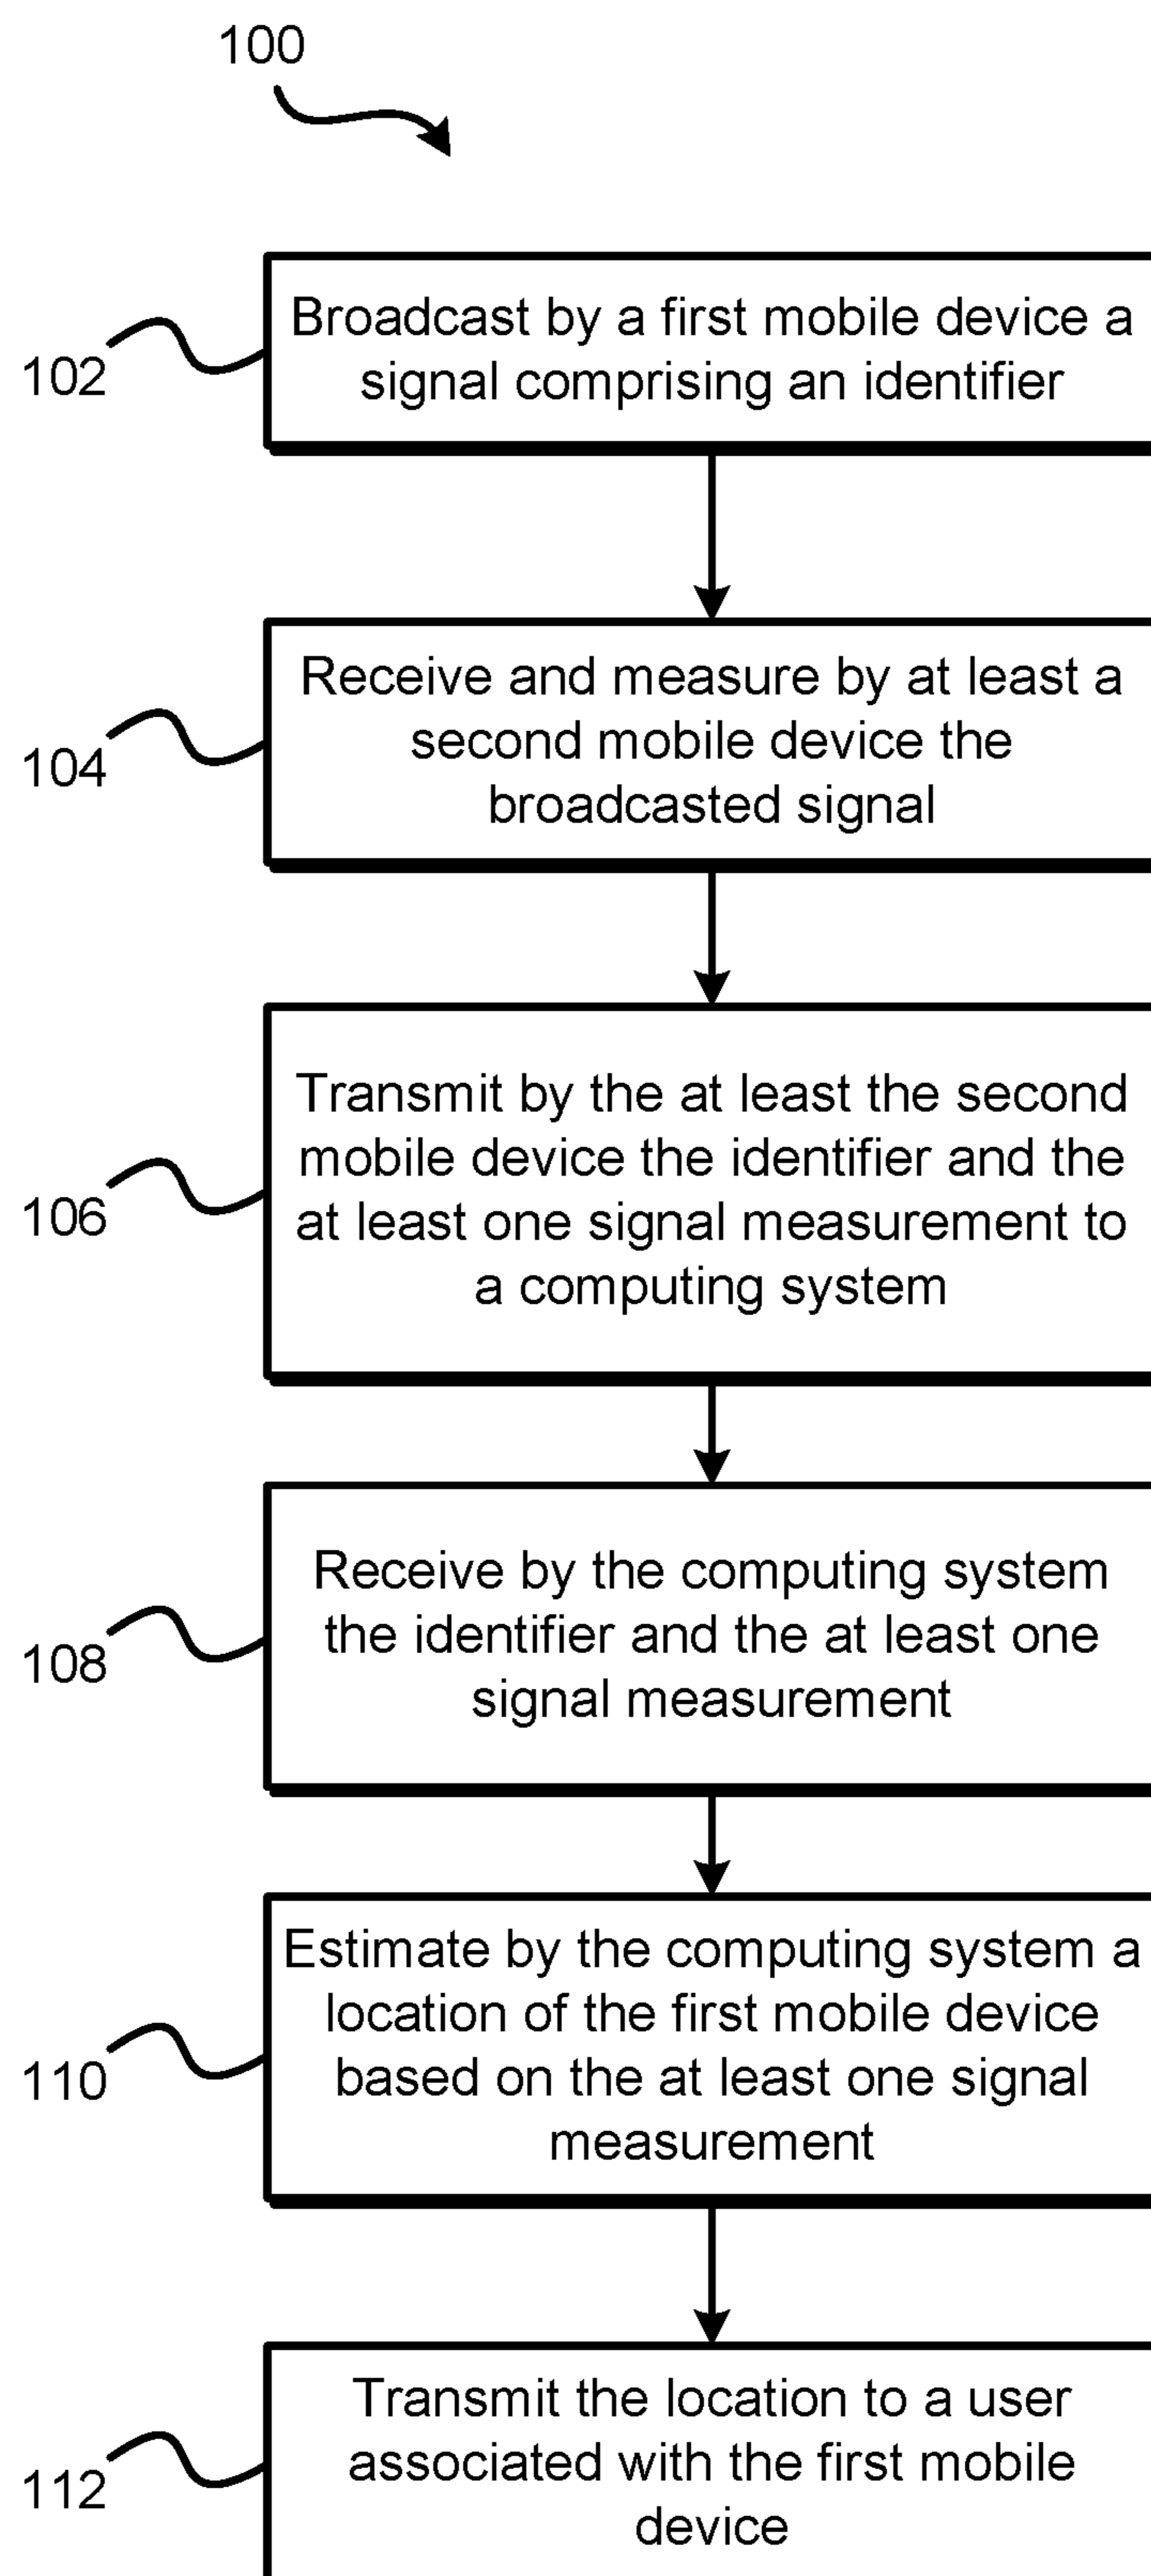 100
102
Broadcast by a first mobile device a
signal comprising an identifier
104
Receive and measure by at least a
second mobile device the
broadcasted signal
106
Transmit by the at least the second
mobile device the identifier and the
at least one signal measurement to
a computing system
108
Receive by the computing system
the identifier and the at least one
signal measurement
110
Estimate by the computing system a
location of the first mobile device
based on the at least one signal
measurement
112
Transmit the location to a user
associated with the first mobile
device